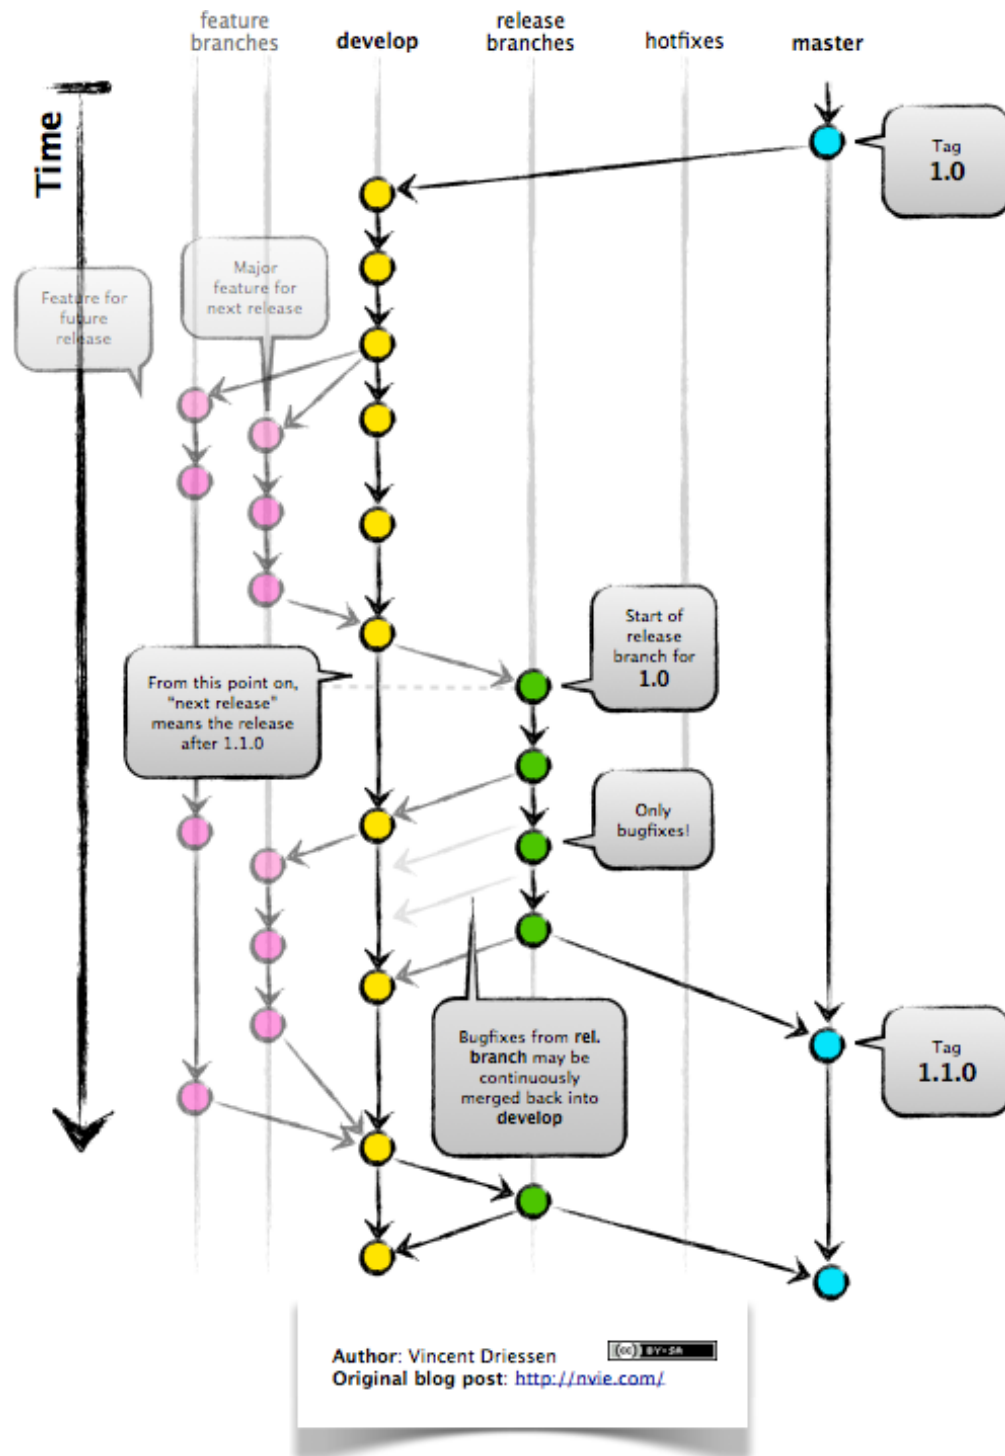 feature
branches
develop
release
branches
hotfixes
master
Time
Tag
1.0
Major
feature for
next release
Feature for
future
release
Start of
release
branch for
1.0
From this point on,
“next release”
means the release
after 1.1.0
Only
bugfixes!
Bugfixes from rel.
branch may be
continuously
merged back into
develop
Tag
1.1.0
Author: Vincent Driessen
(cc) BY-SA
Original blog post: http://nvie.com/